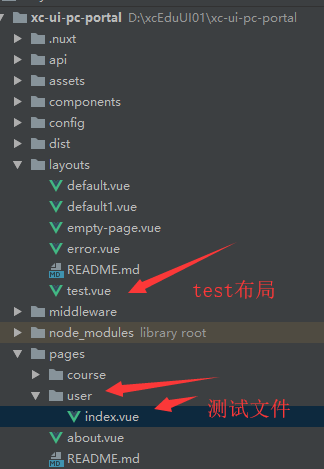 xc-ui-pc-portal D:\xcEduUI01\xc-ui-pc-portal
.nuxt
api
assets
components
config
dist
layouts
default.vue
default1.vue
empty-page.vue
error.vue
README.md
test.vue
test布局
middleware
node_modules library root
pages
course
user
index.vue
测试文件
about.vue
README.md